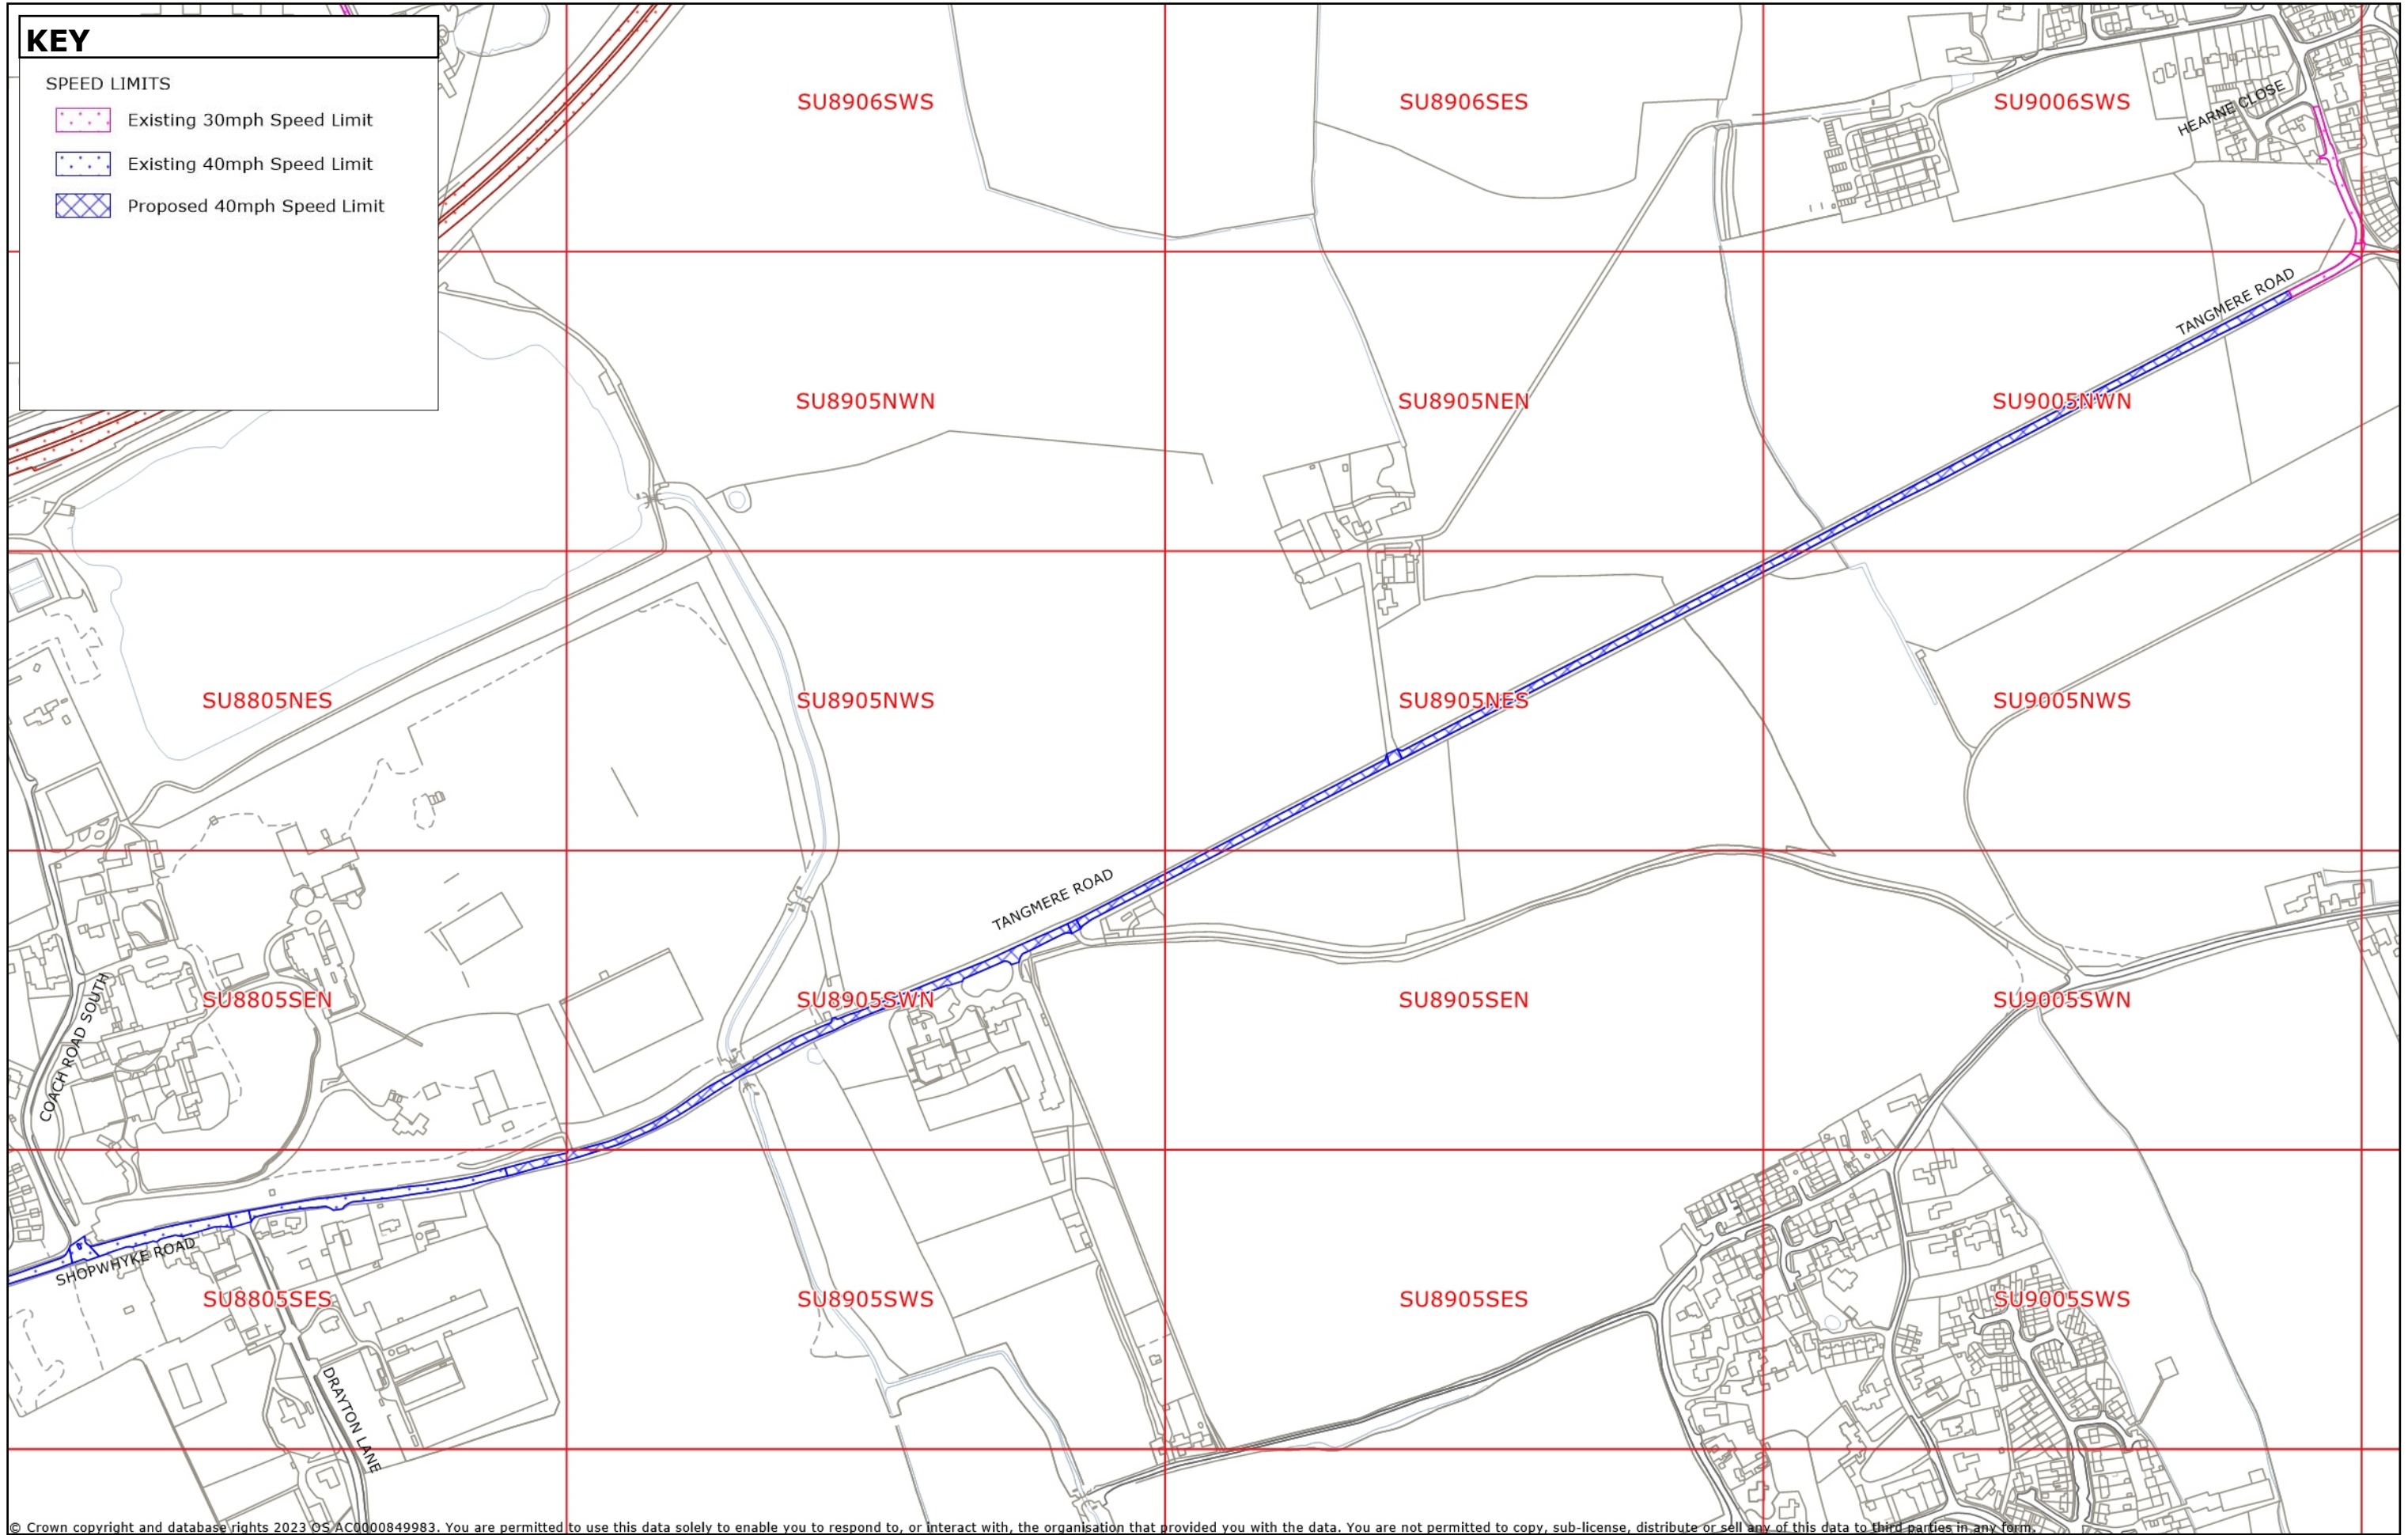 KEY
SPEED LIMITS
Existing 30mph Speed Limit
Existing 40mph Speed Limit
Proposed 40mph Speed Limit
SU8906SWS
SU8906SES
SU9006SWS
HEARNE CLOSE
TANGMERE ROAD
SU8905NWN
SU8905NEN
SU9005NWN
SU8805NES
SU8905NWS
SU8905NES
SU9005NWS
TANGMERE ROAD
COACH ROAD SOUTH
SU8805SEN
SU8905SWN
SU8905SEN
SU9005SWN
SHOPWHYKE ROAD
SU8805SES
SU8905SWS
SU8905SES
SU9005SWS
DRAYTON LANE
© Crown copyright and database rights 2023 OS AC0000849983. You are permitted to use this data solely to enable you to respond to, or interact with, the organisation that provided you with the data. You are not permitted to copy, sub-license, distribute or sell any of this data to third parties in any form.